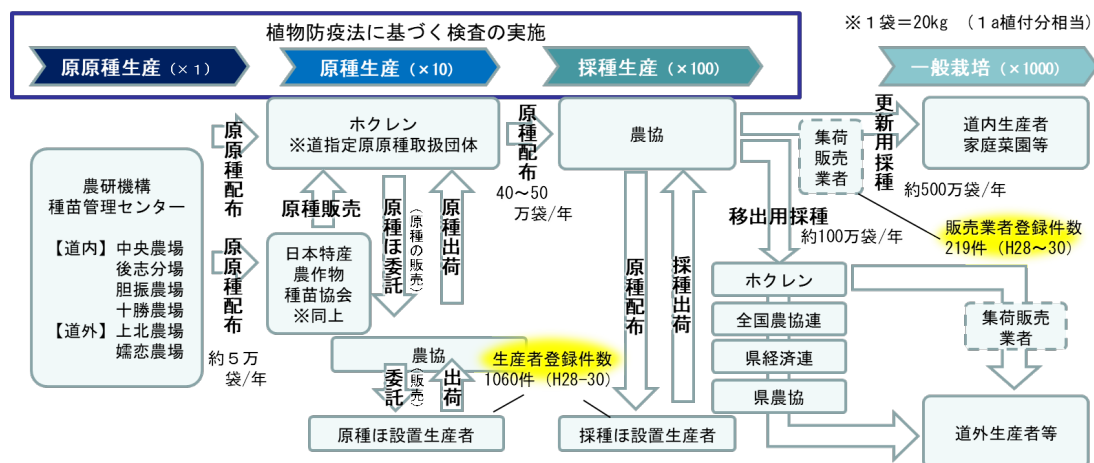 植物防疫法に基づく検査の実施
※１袋＝20kg （１a植付分相当）
原原種生産（×１）
原種生産（×10）
採種生産（×100）
一般栽培（×1000）
農研機構
種苗管理センター
【道内】中央農場
後志分場
胆振農場
十勝農場
【道外】上北農場
嬬恋農場
原原種配布
原原種配布
約５万
袋/年
ホクレン
※道指定原原種取扱団体
原種販売
日本特産
農作物
種苗協会
※同上
原種ほ委託
（原種の販売）
原種出荷
原種配布
40～50
万袋/年
農協
農協
委託
（販売）
出荷
原種ほ設置生産者
生産者登録件数
1060件（H28-30）
採種ほ設置生産者
原種配布
採種出荷
集荷
販売
業者
更新用採種
道内生産者
家庭菜園等
約500万袋/年
移出用採種
約100万袋/年
販売業者登録件数
219件（H28～30）
ホクレン
全国農協連
県経済連
県農協
集荷販売
業者
道外生産者等